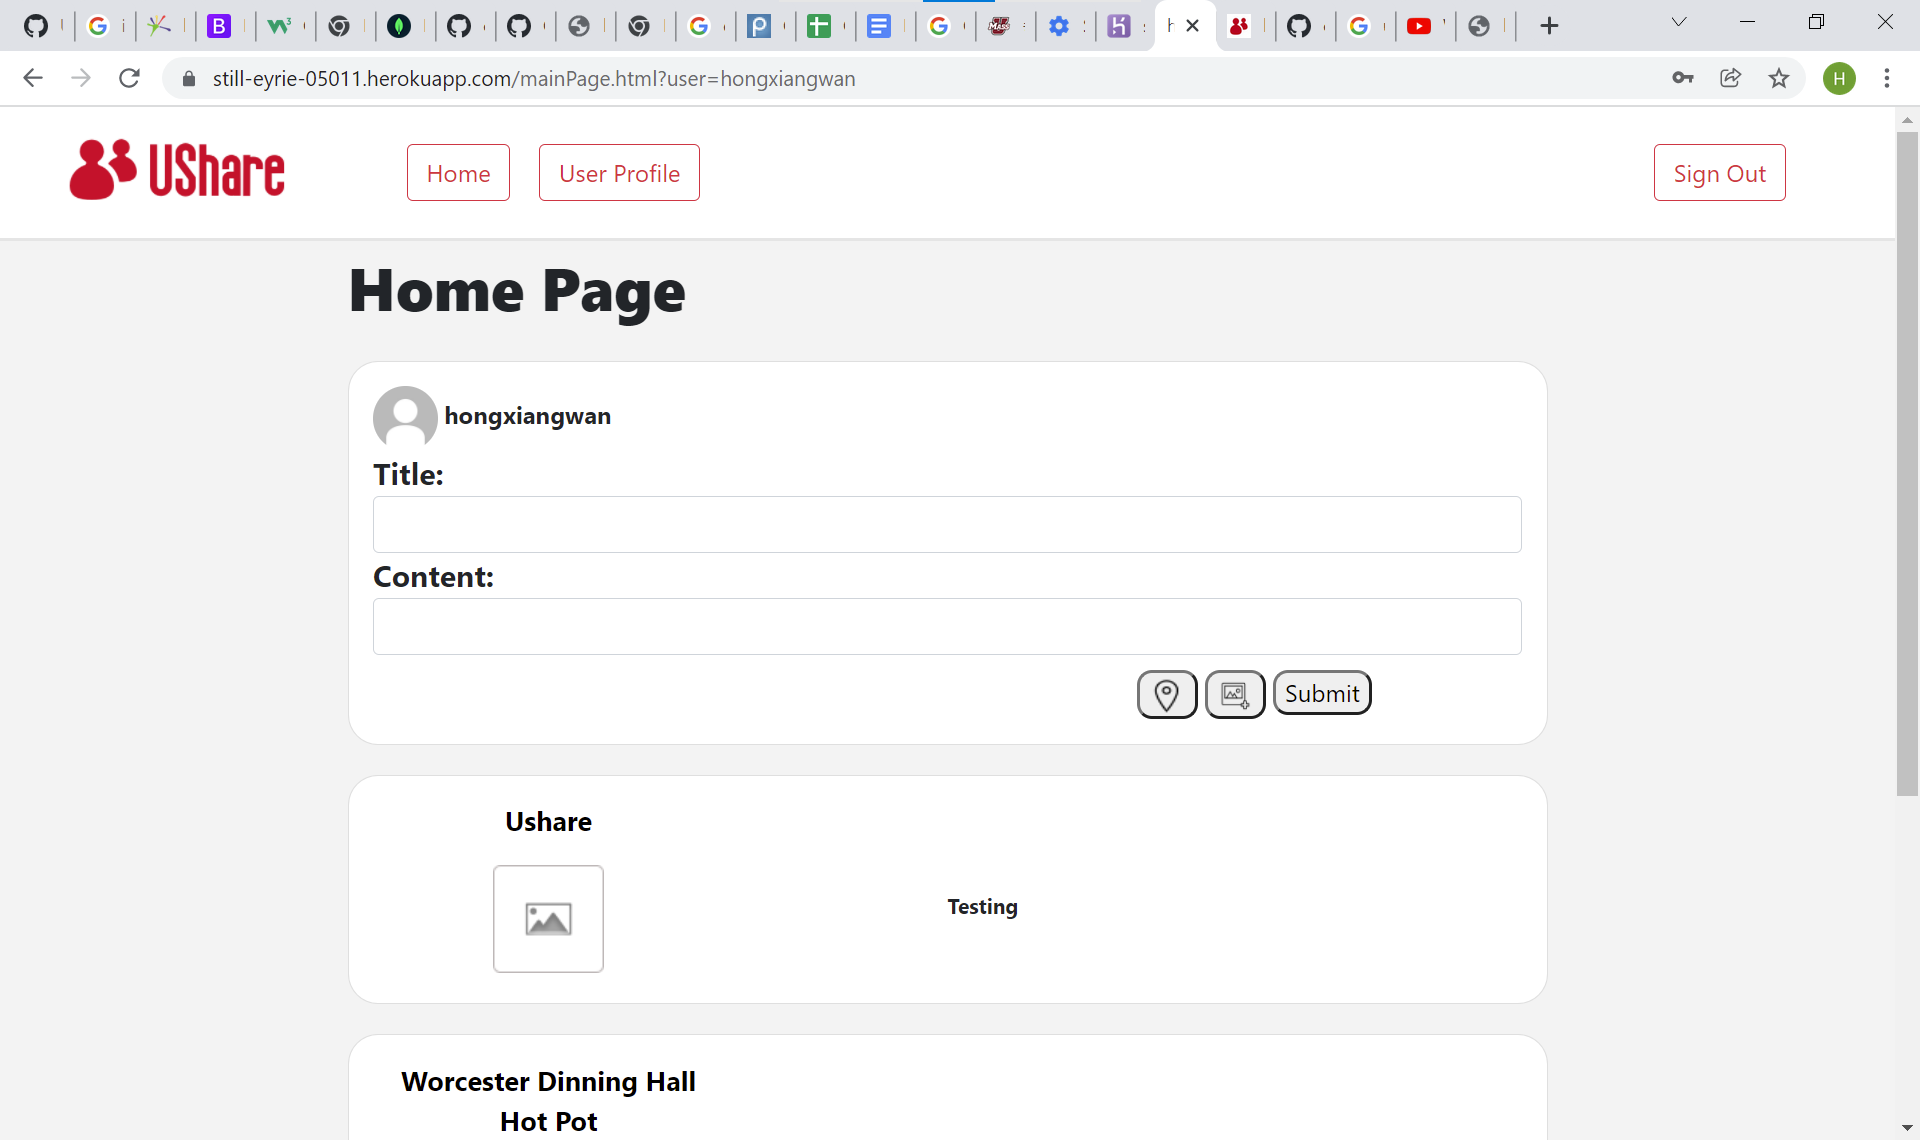 still-eyrie-05011.herokuapp.com/mainPage.html?user=hongxiangwan
H
UShare
Home
User Profile
Sign Out
Home Page
hongxiangwan
Title:
Content:
Submit
Ushare
Testing
Worcester Dinning Hall
Hot Pot